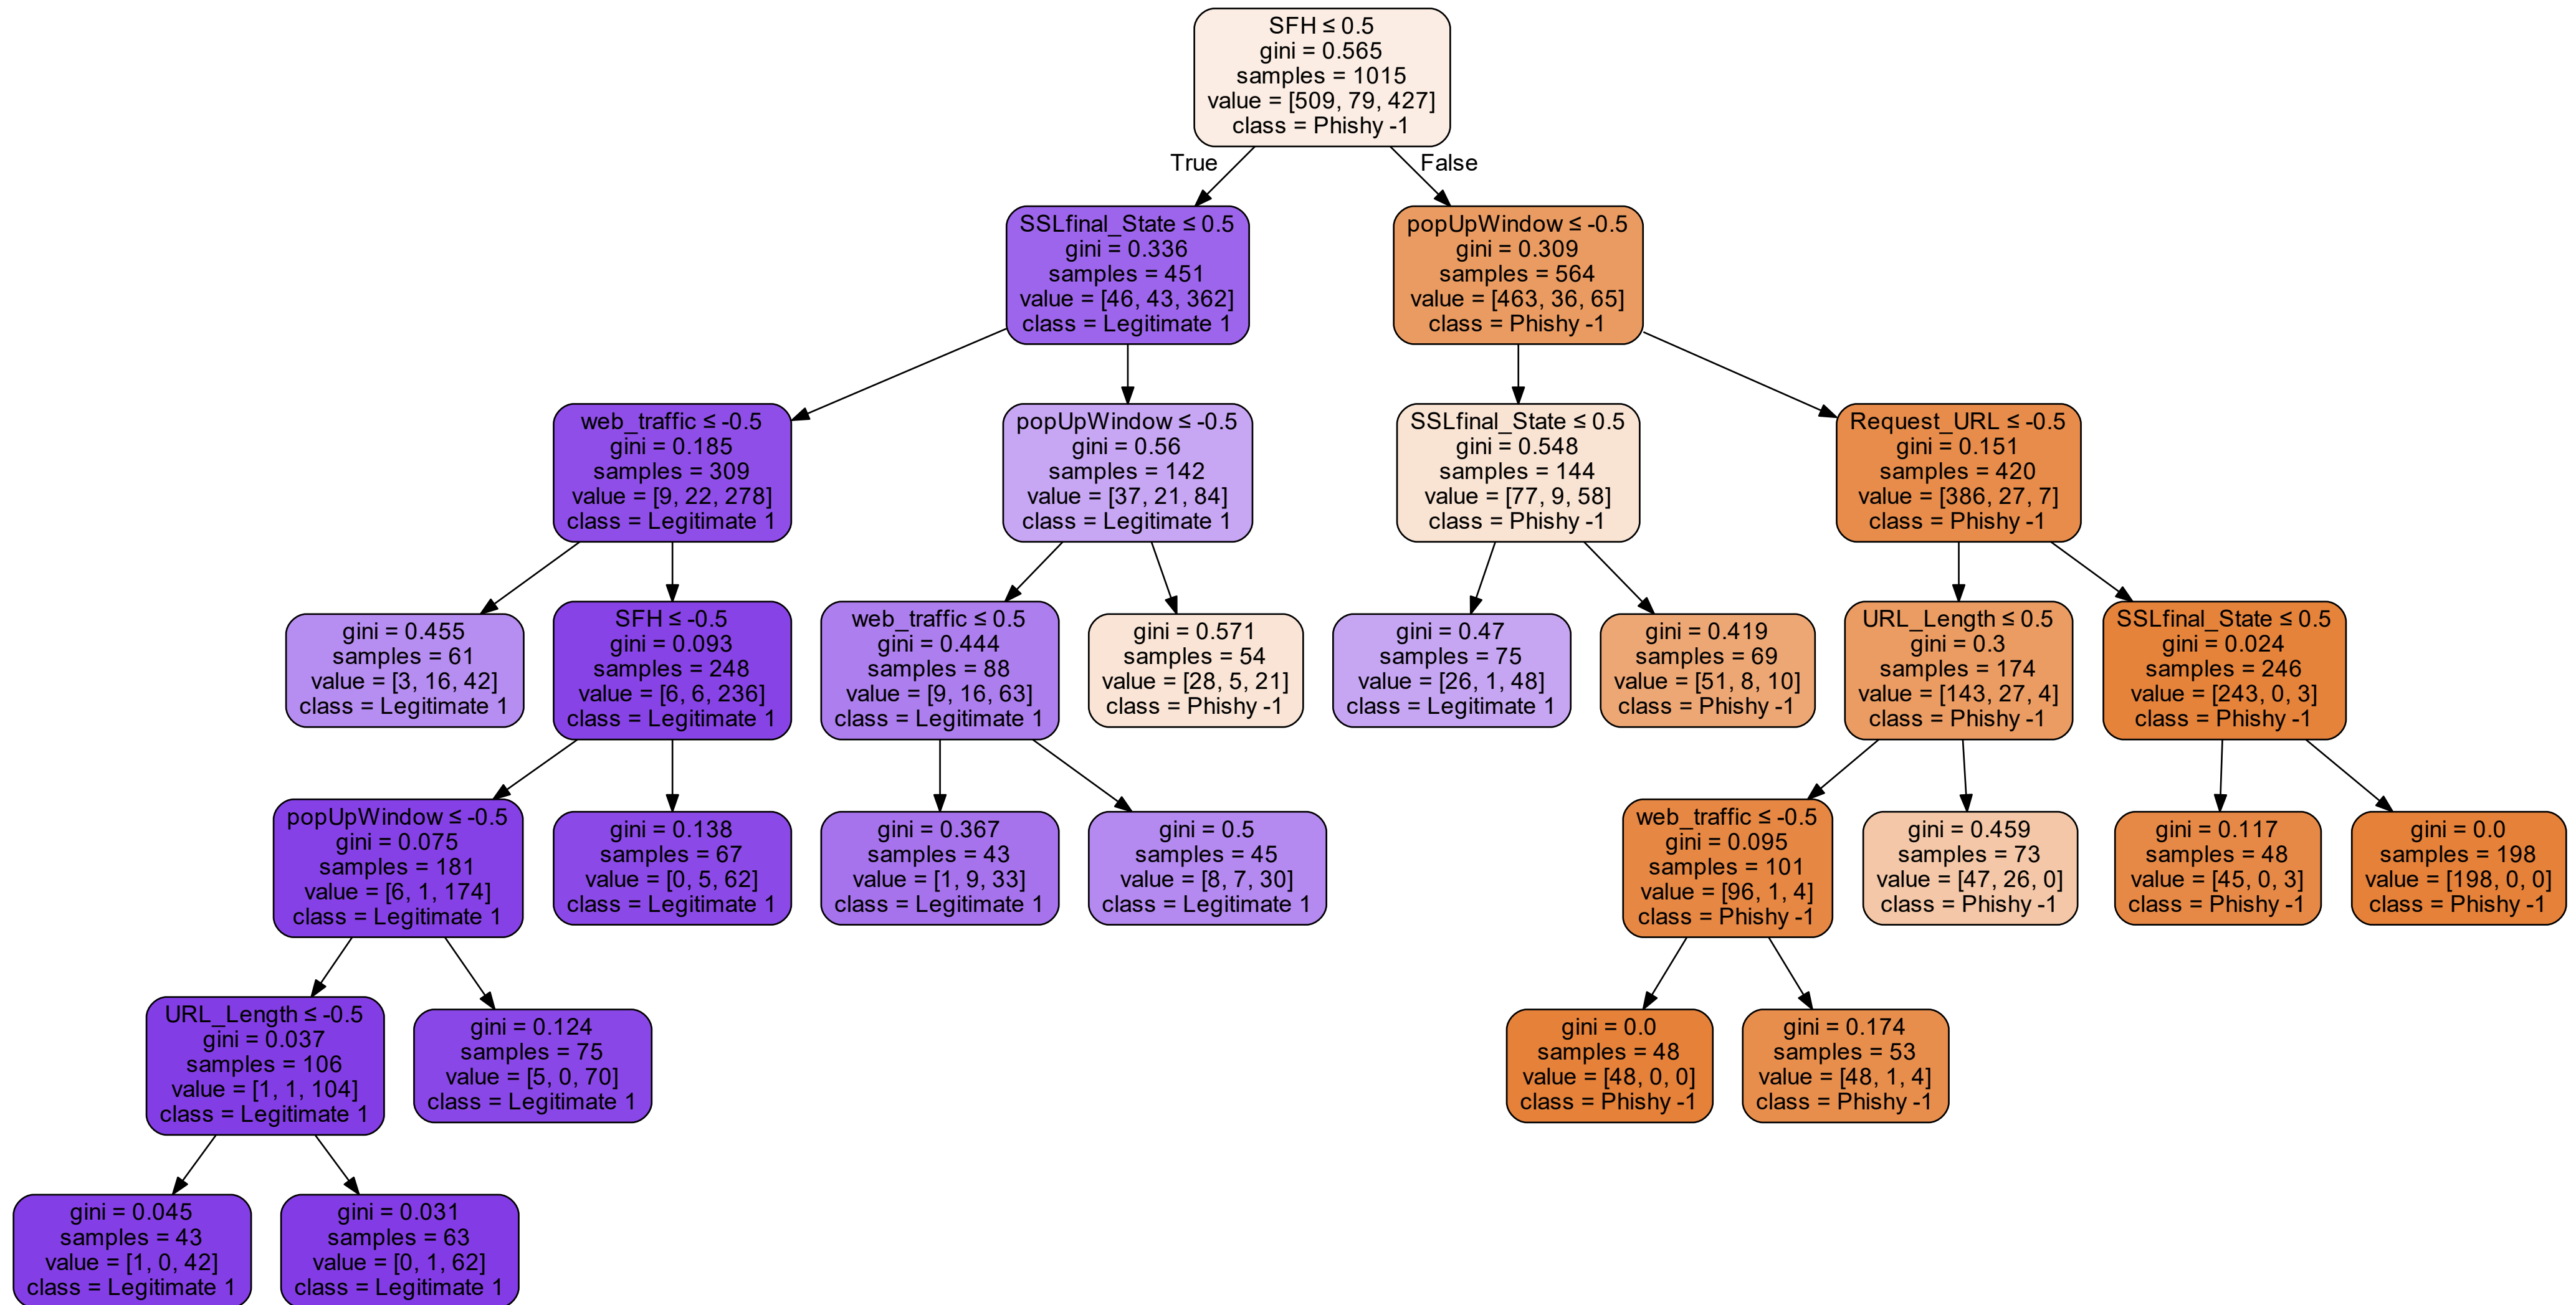 SFH ≤ 0.5
gini = 0.565
samples = 1015
value = [509, 79, 427]
class = Phishy -1
True
False
SSLfinal_State ≤ 0.5
gini = 0.336
samples = 451
value = [46, 43, 362]
class = Legitimate 1
popUpWindow ≤ -0.5
gini = 0.309
samples = 564
value = [463, 36, 65]
class = Phishy -1
web_traffic ≤ -0.5
gini = 0.185
samples = 309
value = [9, 22, 278]
class = Legitimate 1
popUpWindow ≤ -0.5
gini = 0.56
samples = 142
value = [37, 21, 84]
class = Legitimate 1
SSLfinal_State ≤ 0.5
gini = 0.548
samples = 144
value = [77, 9, 58]
class = Phishy -1
Request_URL ≤ -0.5
gini = 0.151
samples = 420
value = [386, 27, 7]
class = Phishy -1
gini = 0.455
samples = 61
value = [3, 16, 42]
class = Legitimate 1
SFH ≤ -0.5
gini = 0.093
samples = 248
value = [6, 6, 236]
class = Legitimate 1
web_traffic ≤ 0.5
gini = 0.444
samples = 88
value = [9, 16, 63]
class = Legitimate 1
gini = 0.571
samples = 54
value = [28, 5, 21]
class = Phishy -1
gini = 0.47
samples = 75
value = [26, 1, 48]
class = Legitimate 1
gini = 0.419
samples = 69
value = [51, 8, 10]
class = Phishy -1
URL_Length ≤ 0.5
gini = 0.3
samples = 174
value = [143, 27, 4]
class = Phishy -1
SSLfinal_State ≤ 0.5
gini = 0.024
samples = 246
value = [243, 0, 3]
class = Phishy -1
popUpWindow ≤ -0.5
gini = 0.075
samples = 181
value = [6, 1, 174]
class = Legitimate 1
gini = 0.138
samples = 67
value = [0, 5, 62]
class = Legitimate 1
gini = 0.367
samples = 43
value = [1, 9, 33]
class = Legitimate 1
gini = 0.5
samples = 45
value = [8, 7, 30]
class = Legitimate 1
web_traffic ≤ -0.5
gini = 0.095
samples = 101
value = [96, 1, 4]
class = Phishy -1
gini = 0.459
samples = 73
value = [47, 26, 0]
class = Phishy -1
gini = 0.117
samples = 48
value = [45, 0, 3]
class = Phishy -1
gini = 0.0
samples = 198
value = [198, 0, 0]
class = Phishy -1
URL_Length ≤ -0.5
gini = 0.037
samples = 106
value = [1, 1, 104]
class = Legitimate 1
gini = 0.124
samples = 75
value = [5, 0, 70]
class = Legitimate 1
gini = 0.0
samples = 48
value = [48, 0, 0]
class = Phishy -1
gini = 0.174
samples = 53
value = [48, 1, 4]
class = Phishy -1
gini = 0.045
samples = 43
value = [1, 0, 42]
class = Legitimate 1
gini = 0.031
samples = 63
value = [0, 1, 62]
class = Legitimate 1